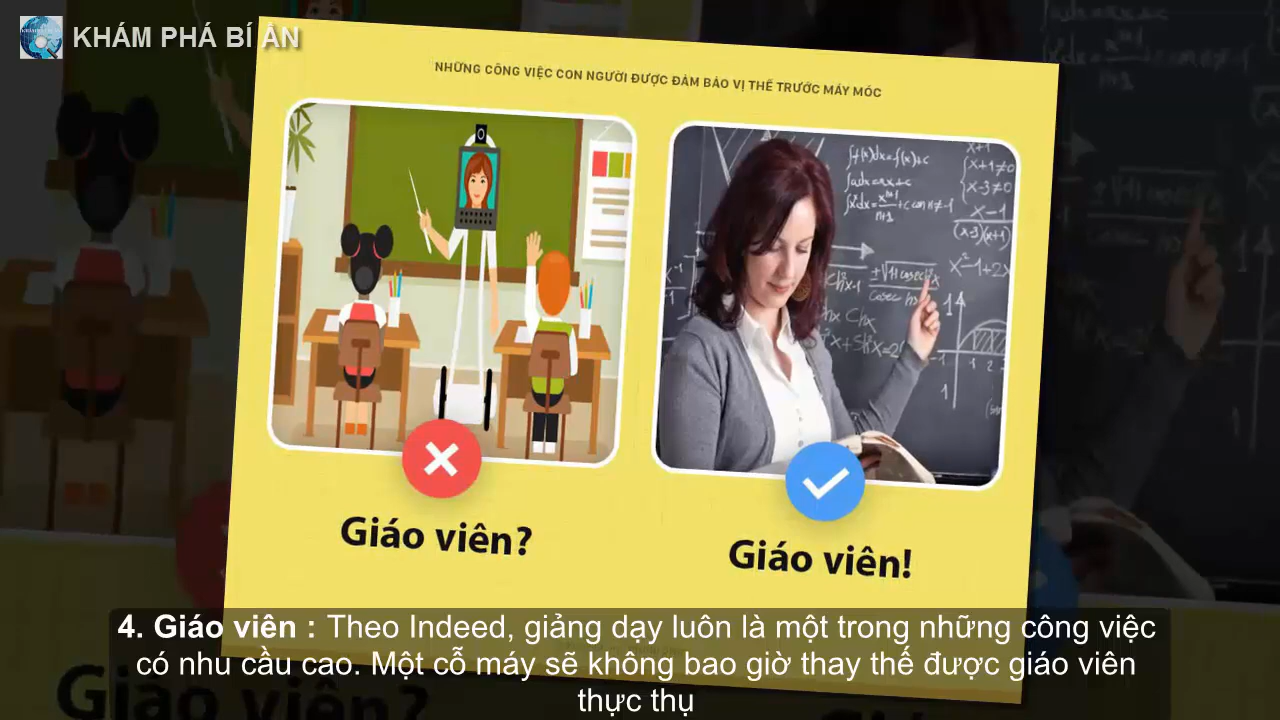 KHÁM PHÁ BÍ ẨN
NHỮNG CÔNG VIỆC CON NGƯỜI ĐƯỢC ĐẢM BẢO VỊ THẾ TRƯỚC MÁY MÓC
Giáo viên?
Giáo viên!
4. Giáo viên : Theo Indeed, giảng dạy luôn là một trong những công việc
có nhu cầu cao. Một cỗ máy sẽ không bao giờ thay thế được giáo viên
thực thụ